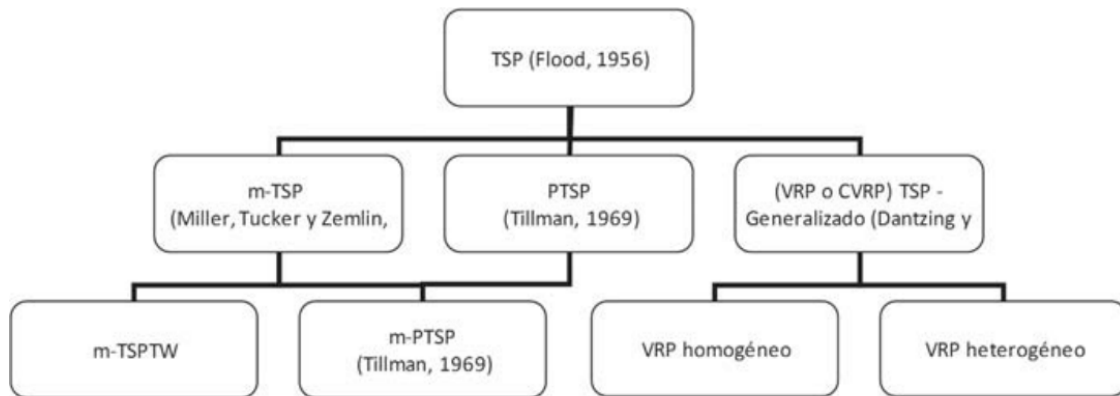 TSP (Flood, 1956)
m-TSP
(Miller, Tucker y Zemlin,
PTSP
(Tillman, 1969)
(VRP o CVRP) TSP -
Generalizado (Dantzing y
m-TSPTW
m-PTSP
(Tillman, 1969)
VRP homogéneo
VRP heterogéneo